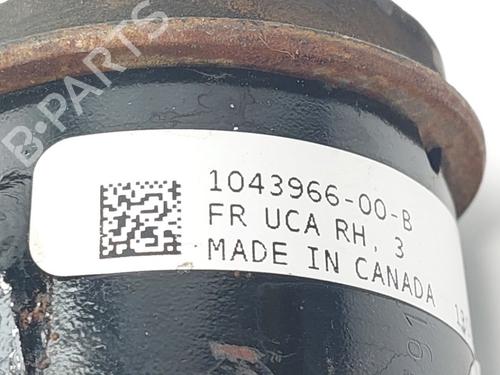 B-PARTS
1043966-00-B
FR UCA RH, 3
MADE IN CANADA